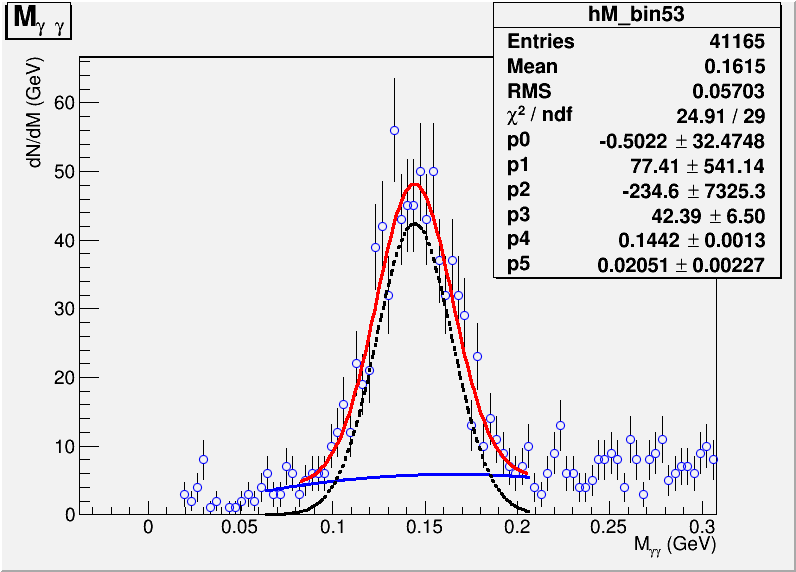 M γ γ
hM_bin53
Entries 41165
Mean 0.1615
RMS 0.05703
χ² / ndf 24.91 / 29
p0 -0.5022 ± 32.4748
p1 77.41 ± 541.14
p2 -234.6 ± 7325.3
p3 42.39 ± 6.50
p4 0.1442 ± 0.0013
p5 0.02051 ± 0.00227
dN/dM (GeV)
60
50
40
30
20
10
0
0 0.05 0.1 0.15 0.2 0.25 0.3
Mγγ (GeV)